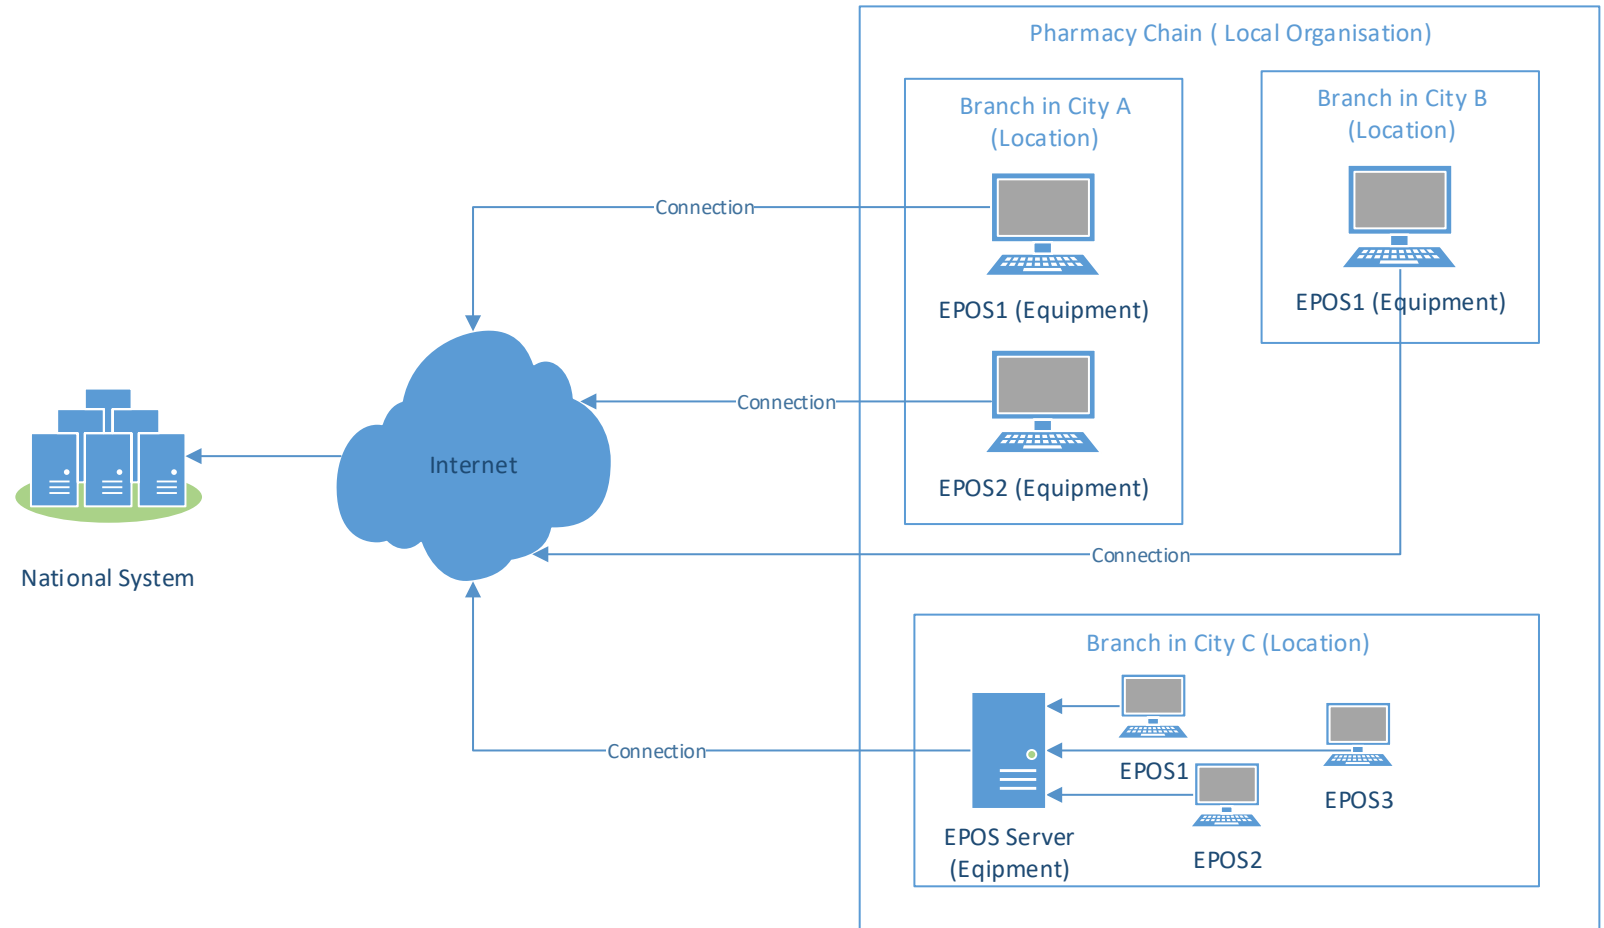 Pharmacy Chain ( Local Organisation)
Branch in City A
(Location)
Branch in City B
(Location)
Connection
EPOS1 (Equipment)
EPOS1 (Equipment)
Connection
Internet
EPOS2 (Equipment)
Connection
National System
Branch in City C (Location)
Connection
EPOS1
EPOS3
EPOS Server
(Eqipment)
EPOS2